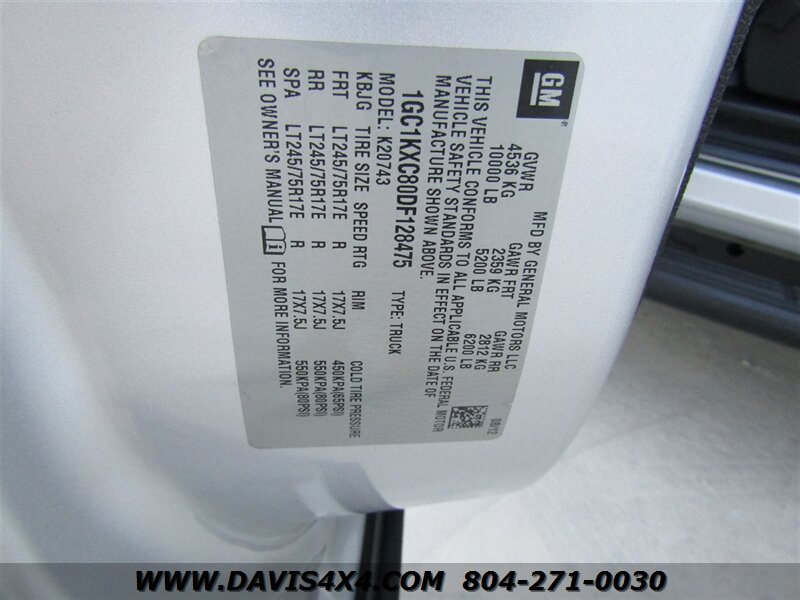 GM
MFD BY GENERAL MOTORS LLC 08/12
GVWR GAWR FRT GAWR RR
4536 KG 2359 KG 2812 KG
10000 LB 5200 LB 6200 LB
THIS VEHICLE CONFORMS TO ALL APPLICABLE U.S. FEDERAL MOTOR
VEHICLE SAFETY STANDARDS IN EFFECT ON THE DATE OF
MANUFACTURE SHOWN ABOVE.
1GC1KXC80DF128475 TYPE: TRUCK
MODEL: K20743
KBJG TIRE SIZE SPEED RTG RIM COLD TIRE PRESSURE
FRT LT245/75R17E R 17X7.5J 450KPA(65PSI)
RR LT245/75R17E R 17X7.5J 550KPA(80PSI)
SPA LT245/75R17E R 17X7.5J 550KPA(80PSI)
SEE OWNER'S MANUAL i FOR MORE INFORMATION.
WWW.DAVIS4X4.COM 804-271-0030